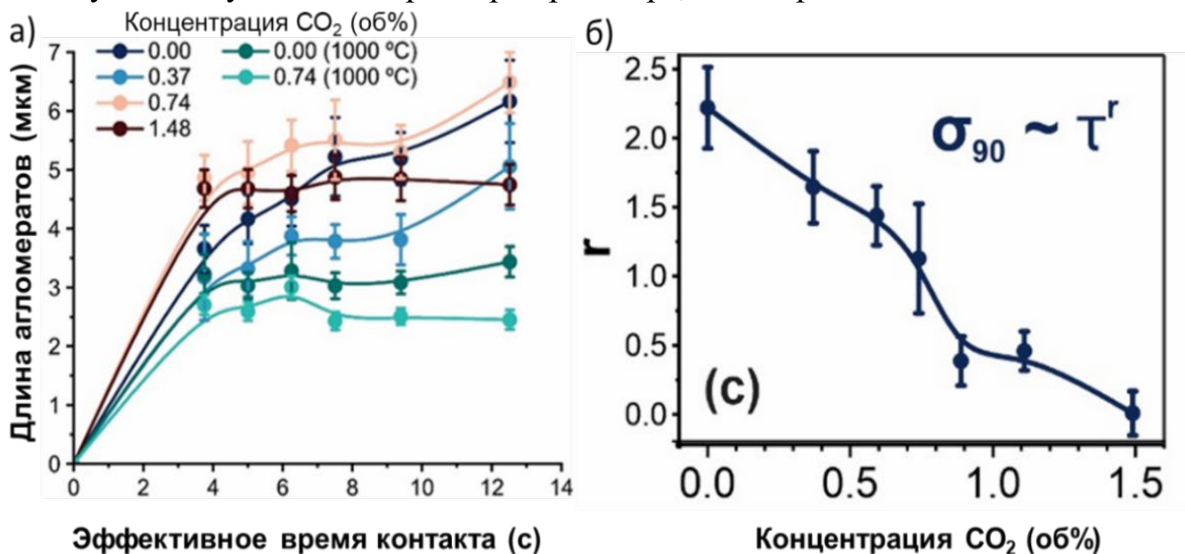 а)
Концентрация CO₂ (об%)
0.00
0.00 (1000 ºC)
0.37
0.74 (1000 ºC)
0.74
1.48
Длина агломератов (мкм)
7
6
5
4
3
2
1
0
0 2 4 6 8 10 12 14
Эффективное время контакта (с)
б)
σ₉₀ ~ τʳ
r
2.5
2.0
1.5
1.0
0.5
0.0
(c)
0.0 0.5 1.0 1.5
Концентрация CO₂ (об%)